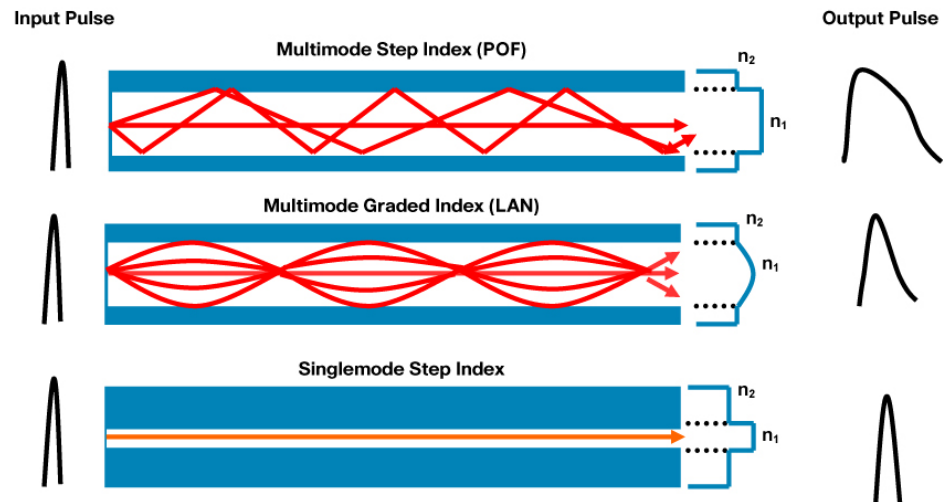 Input Pulse
Output Pulse
Multimode Step Index (POF)
n₂
n₁
Multimode Graded Index (LAN)
n₂
n₁
Singlemode Step Index
n₂
n₁